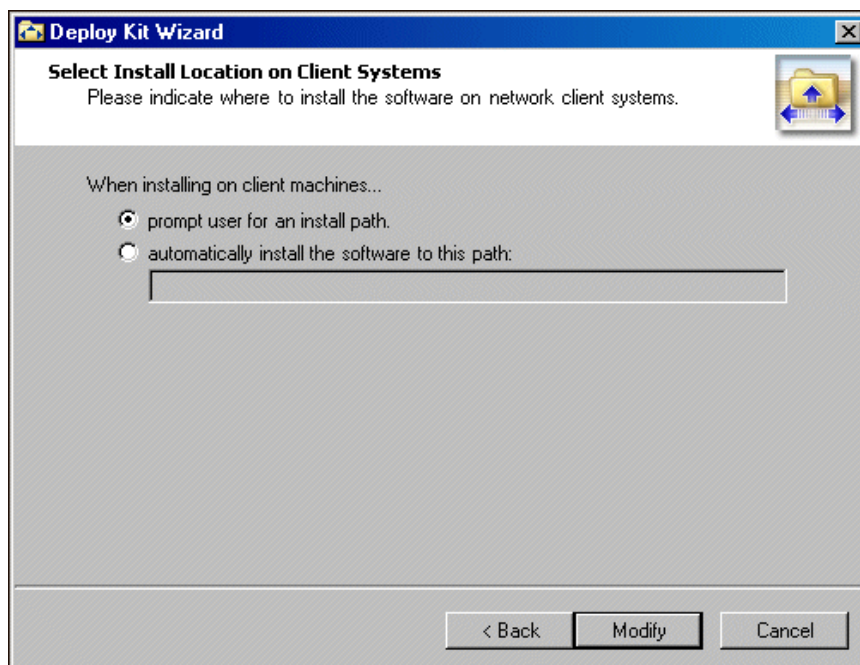 Deploy Kit Wizard
Select Install Location on Client Systems
Please indicate where to install the software on network client systems.
When installing on client machines...
prompt user for an install path.
automatically install the software to this path:
< Back
Modify
Cancel